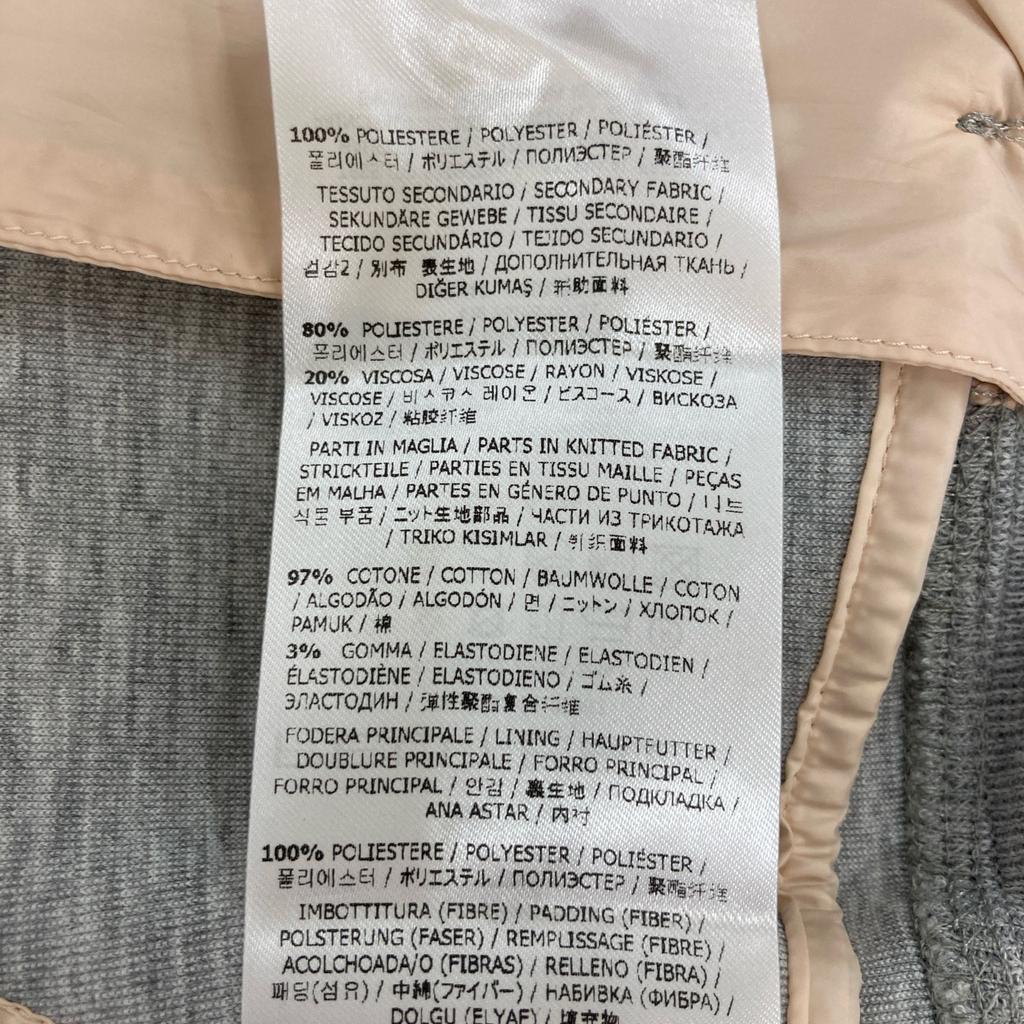 100% POLIESTERE / POLYESTER / POLIÉSTER /
폴리에스터 / ポリエステル / ПОЛИЭСТЕР / 聚酯纤维
TESSUTO SECONDARIO / SECONDARY FABRIC /
SEKUNDÄRE GEWEBE / TISSU SECONDAIRE /
TECIDO SECUNDÁRIO / TEJIDO SECUNDARIO /
겉감2 / 別布 表生地 / ДОПОЛНИТЕЛЬНАЯ ТКАНЬ /
DIĞER KUMAŞ / 辅助面料
80% POLIESTERE / POLYESTER / POLIÉSTER /
폴리에스터 / ポリエステル / ПОЛИЭСТЕР / 聚酯纤维
20% VISCOSA / VISCOSE / RAYON / VISKOSE /
VISCOSE / 비스코스 레이온 / ビスコース / ВИСКОЗА
/ VISKOZ / 粘胶纤维
PARTI IN MAGLIA / PARTS IN KNITTED FABRIC /
STRICKTEILE / PARTIES EN TISSU MAILLE / PEÇAS
EM MALHA / PARTES EN GÉNERO DE PUNTO / 니트
직물 부품 / ニット生地部品 / ЧАСТИ ИЗ ТРИКОТАЖА
/ TRIKO KISIMLAR / 针织面料
97% COTONE / COTTON / BAUMWOLLE / COTON
/ ALGODÃO / ALGODÓN / 면 / コットン / ХЛОПОК /
PAMUK / 棉
3% GOMMA / ELASTODIENE / ELASTODIEN /
ÉLASTODIÈNE / ELASTODIENO / ゴム糸 /
ЭЛАСТОДИН / 弹性聚酯复合纤维
FODERA PRINCIPALE / LINING / HAUPTFUTTER /
DOUBLURE PRINCIPALE / FORRO PRINCIPAL /
FORRO PRINCIPAL / 안감 / 裏生地 / ПОДКЛАДКА /
ANA ASTAR / 内衬
100% POLIESTERE / POLYESTER / POLIÉSTER /
폴리에스터 / ポリエステル / ПОЛИЭСТЕР / 聚酯纤维
IMBOTTITURA (FIBRE) / PADDING (FIBER) /
POLSTERUNG (FASER) / REMPLISSAGE (FIBRE) /
ACOLCHOADA/O (FIBRAS) / RELLENO (FIBRA) /
패딩(섬유) / 中綿(ファイバー) / НАБИВКА (ФИБРА) /
DOLGU (ELYAF) / 填充物